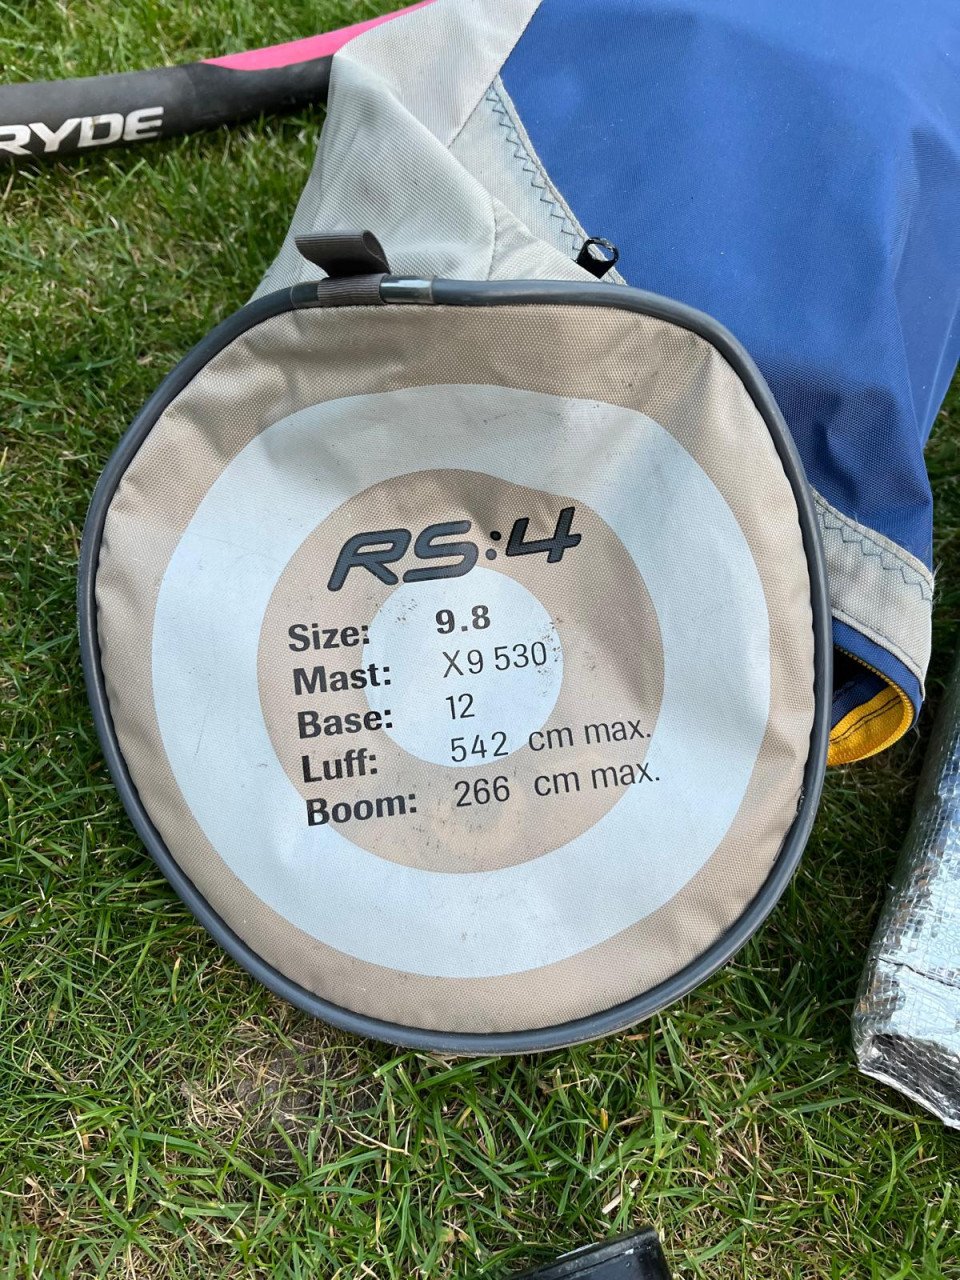 RYDE
RS:4
Size: 9.8
Mast: X9 530
Base: 12
Luff: 542 cm max.
Boom: 266 cm max.